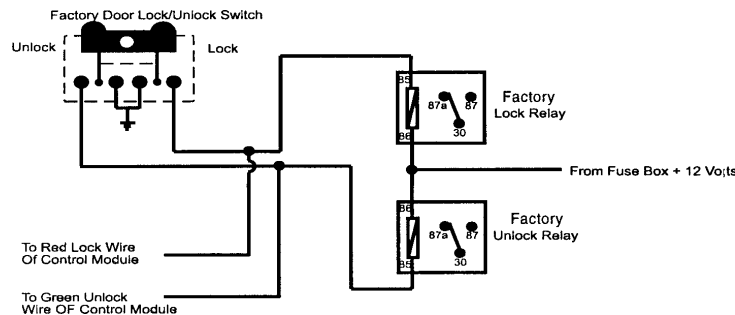 Factory Door Lock/Unlock Switch
Unlock
Lock
85
87a
87
86
30
Factory
Lock Relay
From Fuse Box + 12 Volts
86
87a
87
85
30
Factory
Unlock Relay
To Red Lock Wire
Of Control Module
To Green Unlock
Wire OF Control Module